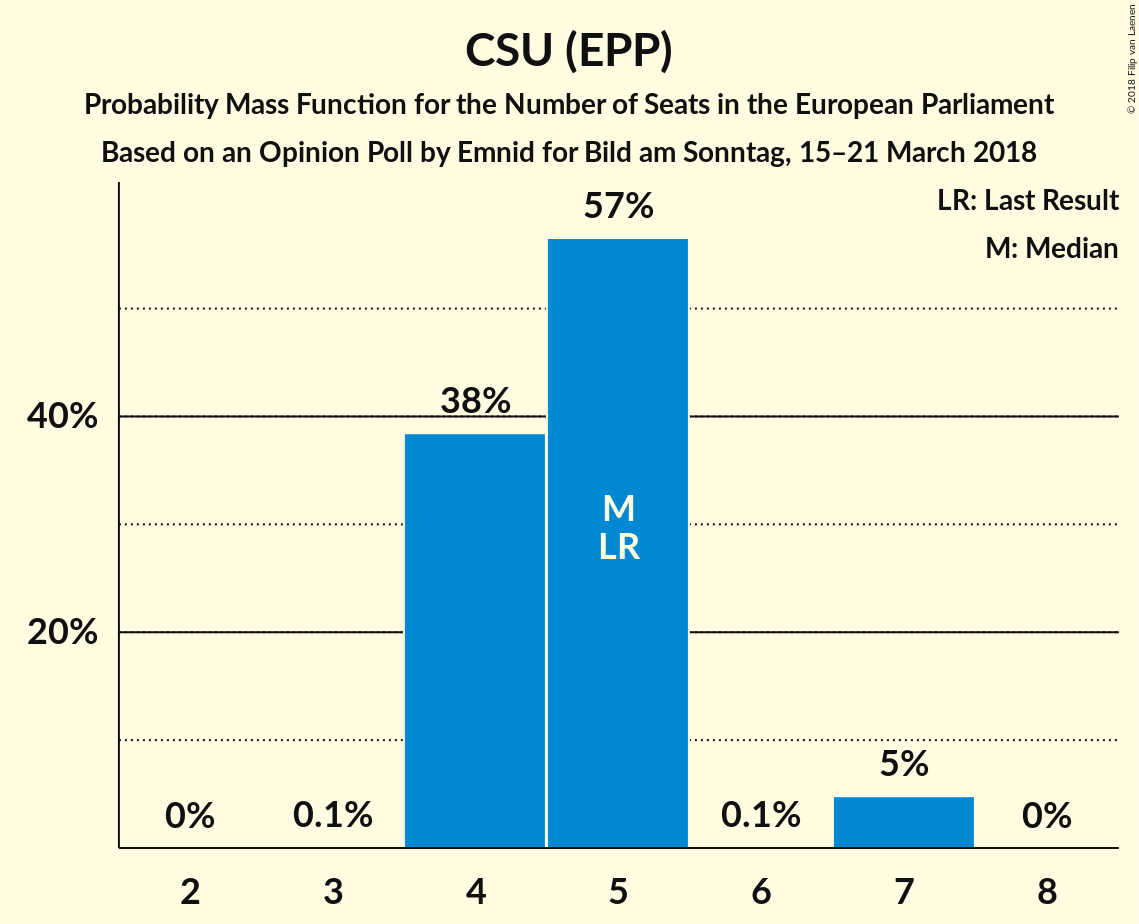 CSU (EPP)
Probability Mass Function for the Number of Seats in the European Parliament
Based on an Opinion Poll by Emnid for Bild am Sonntag, 15–21 March 2018
© 2018 Filip van Laenen
LR: Last Result
M: Median
57%
38%
40%
M
LR
20%
5%
0%
0.1%
0.1%
0%
2 3 4 5 6 7 8